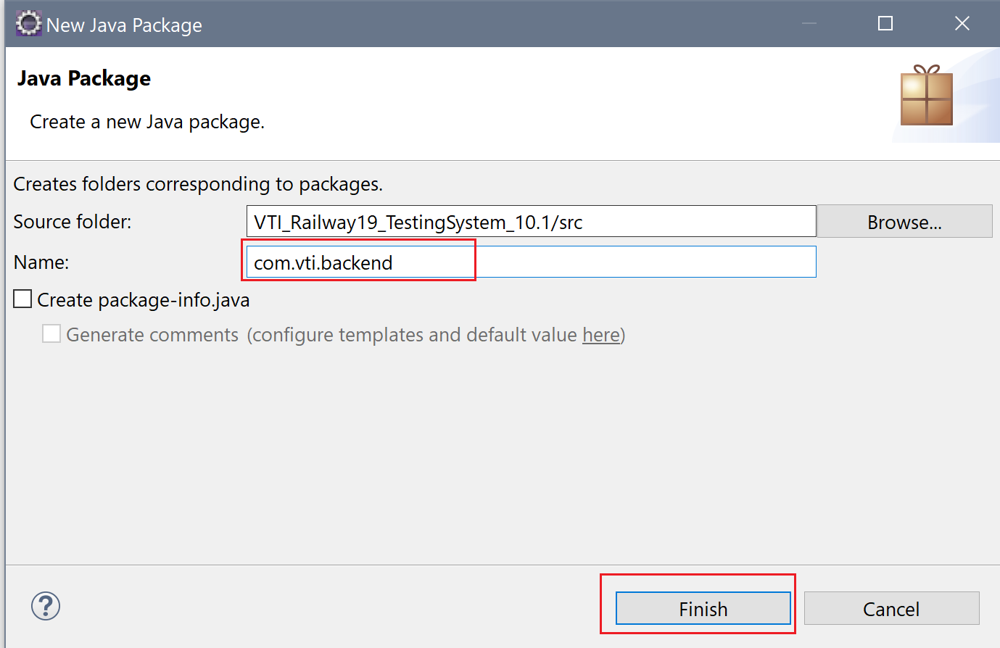 New Java Package
Java Package
Create a new Java package.
Creates folders corresponding to packages.
Source folder: VTI_Railway19_TestingSystem_10.1/src Browse...
Name: com.vti.backend
Create package-info.java
Generate comments (configure templates and default value here)
? Finish Cancel